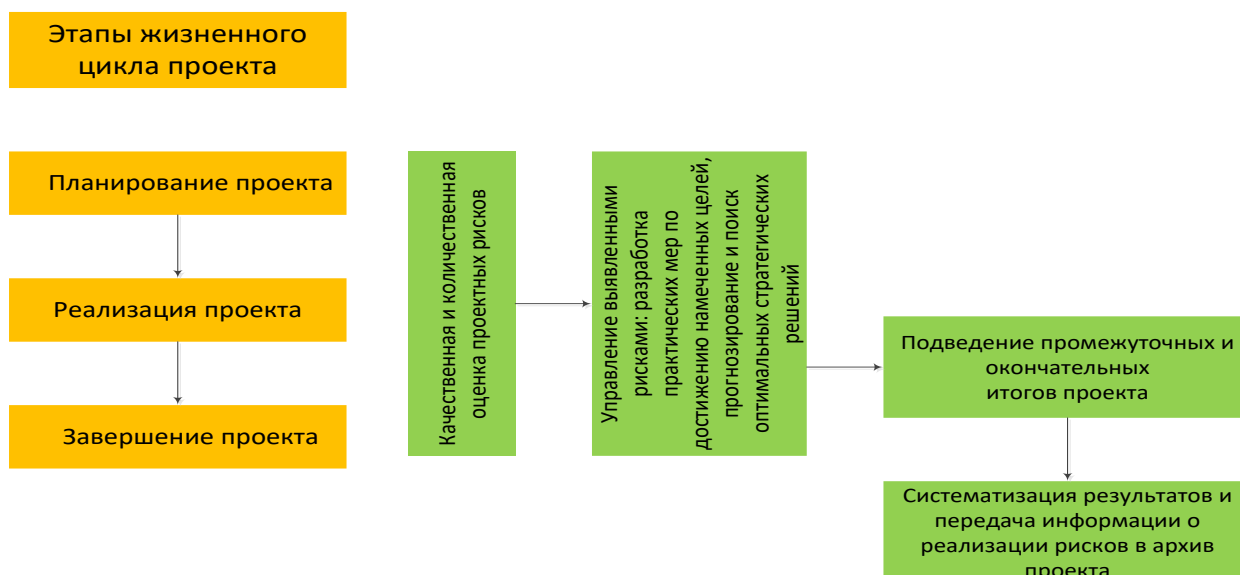 Этапы жизненного
цикла проекта
Планирование проекта
Реализация проекта
Завершение проекта
Качественная и количественная
оценка проектных рисков
Управление выявленными
рисками: разработка
практических мер по
достижению намеченных целей,
прогнозирование и поиск
оптимальных стратегических
решений
Подведение промежуточных и
окончательных
итогов проекта
Систематизация результатов и
передача информации о
реализации рисков в архив
проекта